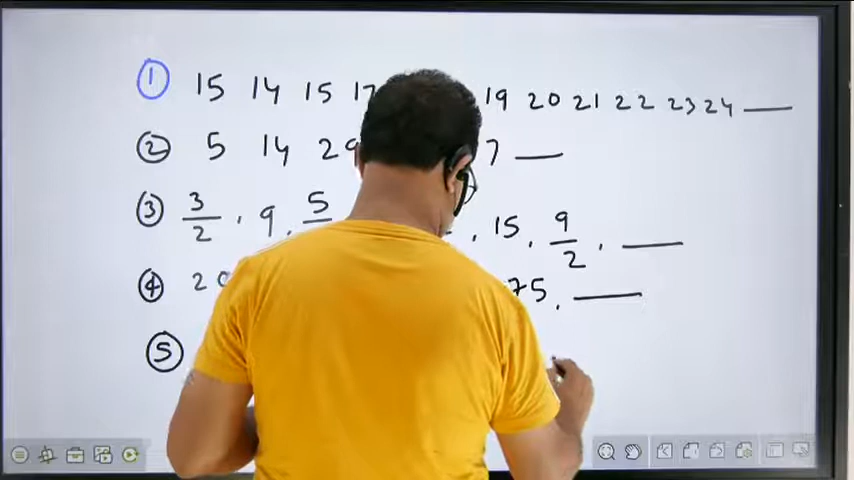 ① 15 14 15 17 19 20 21 22 23 24 ___
② 5 14 29 7 ___
③ 3/2 , 9 , 5/ , 15 , 9/2 , ___
④ 20 75 , ___
⑤